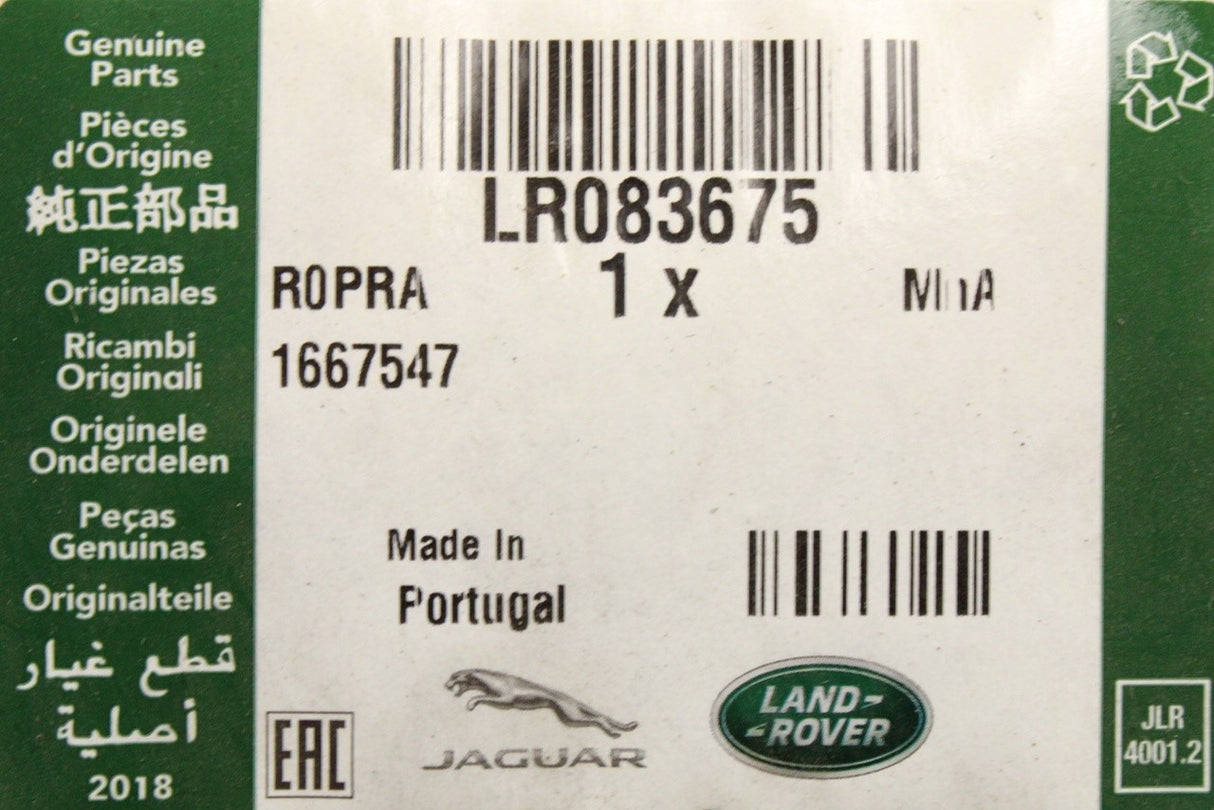 Genuine
Parts
Pièces
d'Origine
純正部品
Piezas
Originales
Ricambi
Originali
Originele
Onderdelen
Peças
Genuinas
Originalteile
قطع غيار
أصلية
2018
LR083675
R0PRA
1 x
1667547
Made In
Portugal
EAC
JAGUAR
LAND-
-ROVER
JLR
4001.2